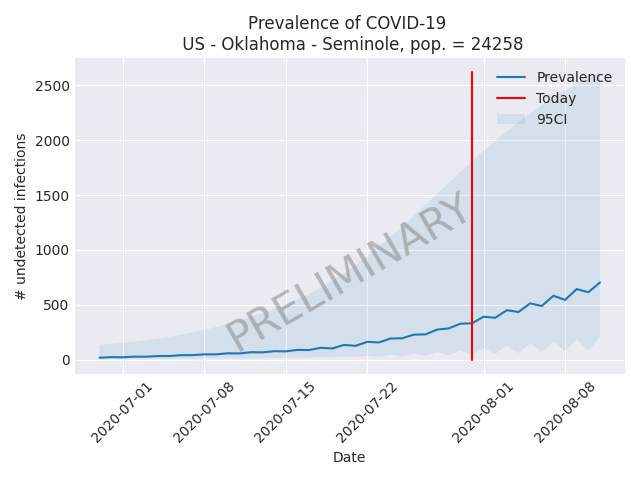 Prevalence of COVID-19
US - Oklahoma - Seminole, pop. = 24258
Prevalence
Today
95CI
2500
2000
1500
1000
500
0
# undetected infections
PRELIMINARY
2020-07-01
2020-07-08
2020-07-15
2020-07-22
2020-08-01
2020-08-08
Date